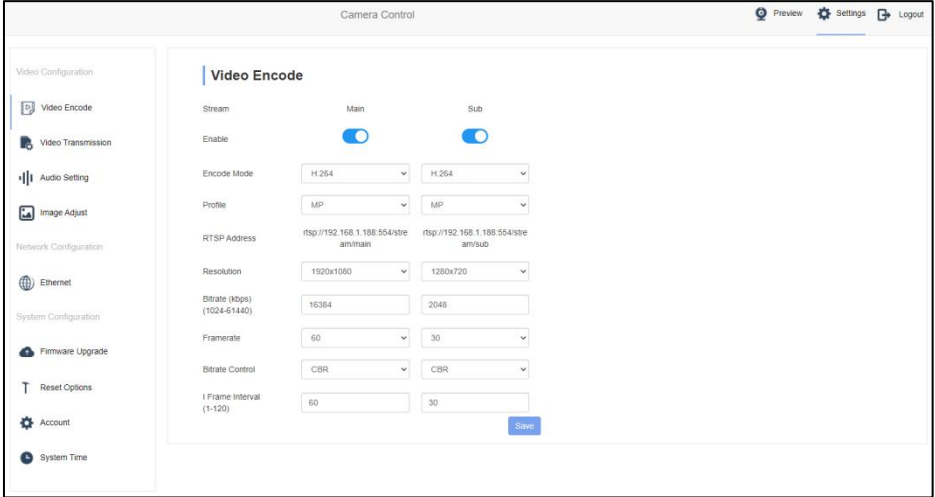 Camera Control
Preview
Settings
Logout
Video Configuration
Video Encode
Video Transmission
Audio Setting
Image Adjust
Network Configuration
Ethernet
System Configuration
Firmware Upgrade
Reset Options
Account
System Time
Video Encode
Stream Main Sub
Enable
Encode Mode H.264 H.264
Profile MP MP
RTSP Address rtsp://192.168.1.188:554/stre rtsp://192.168.1.188:554/stre
am/main am/sub
Resolution 1920x1080 1280x720
Bitrate (kbps)
(1024-61440) 16384 2048
Framerate 60 30
Bitrate Control CBR CBR
I Frame Interval
(1-120) 60 30
Save